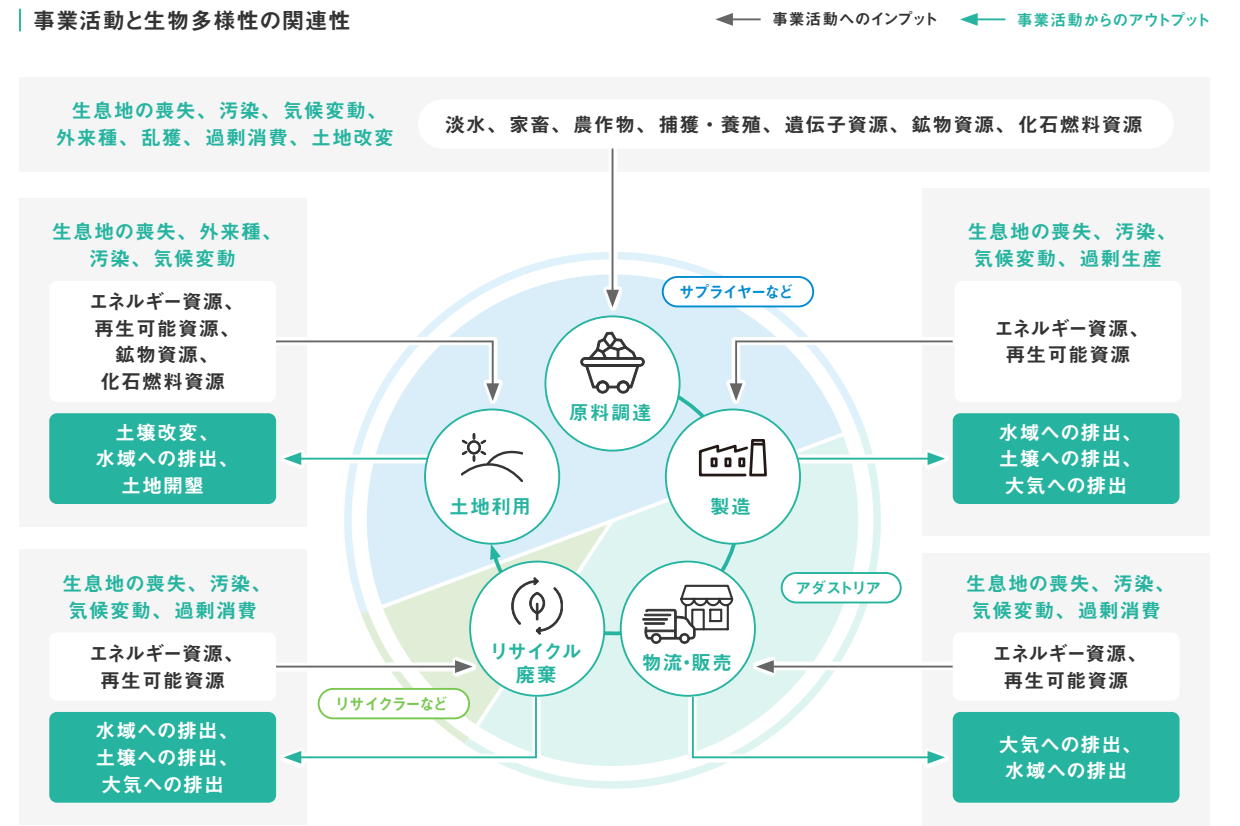 事業活動と生物多様性の関連性
事業活動へのインプット
事業活動からのアウトプット
生息地の喪失、汚染、気候変動、
外来種、乱獲、過剰消費、土地改変
淡水、家畜、農作物、捕獲・養殖、遺伝子資源、鉱物資源、化石燃料資源
生息地の喪失、外来種、
汚染、気候変動
エネルギー資源、
再生可能資源、
鉱物資源、
化石燃料資源
土壌改変、
水域への排出、
土地開墾
生息地の喪失、汚染、
気候変動、過剰生産
エネルギー資源、
再生可能資源
水域への排出、
土壌への排出、
大気への排出
サプライヤーなど
原料調達
土地利用
製造
アダストリア
リサイクル
廃棄
物流・販売
リサイクラーなど
生息地の喪失、汚染、
気候変動、過剰消費
エネルギー資源、
再生可能資源
水域への排出、
土壌への排出、
大気への排出
生息地の喪失、汚染、
気候変動、過剰消費
エネルギー資源、
再生可能資源
大気への排出、
水域への排出